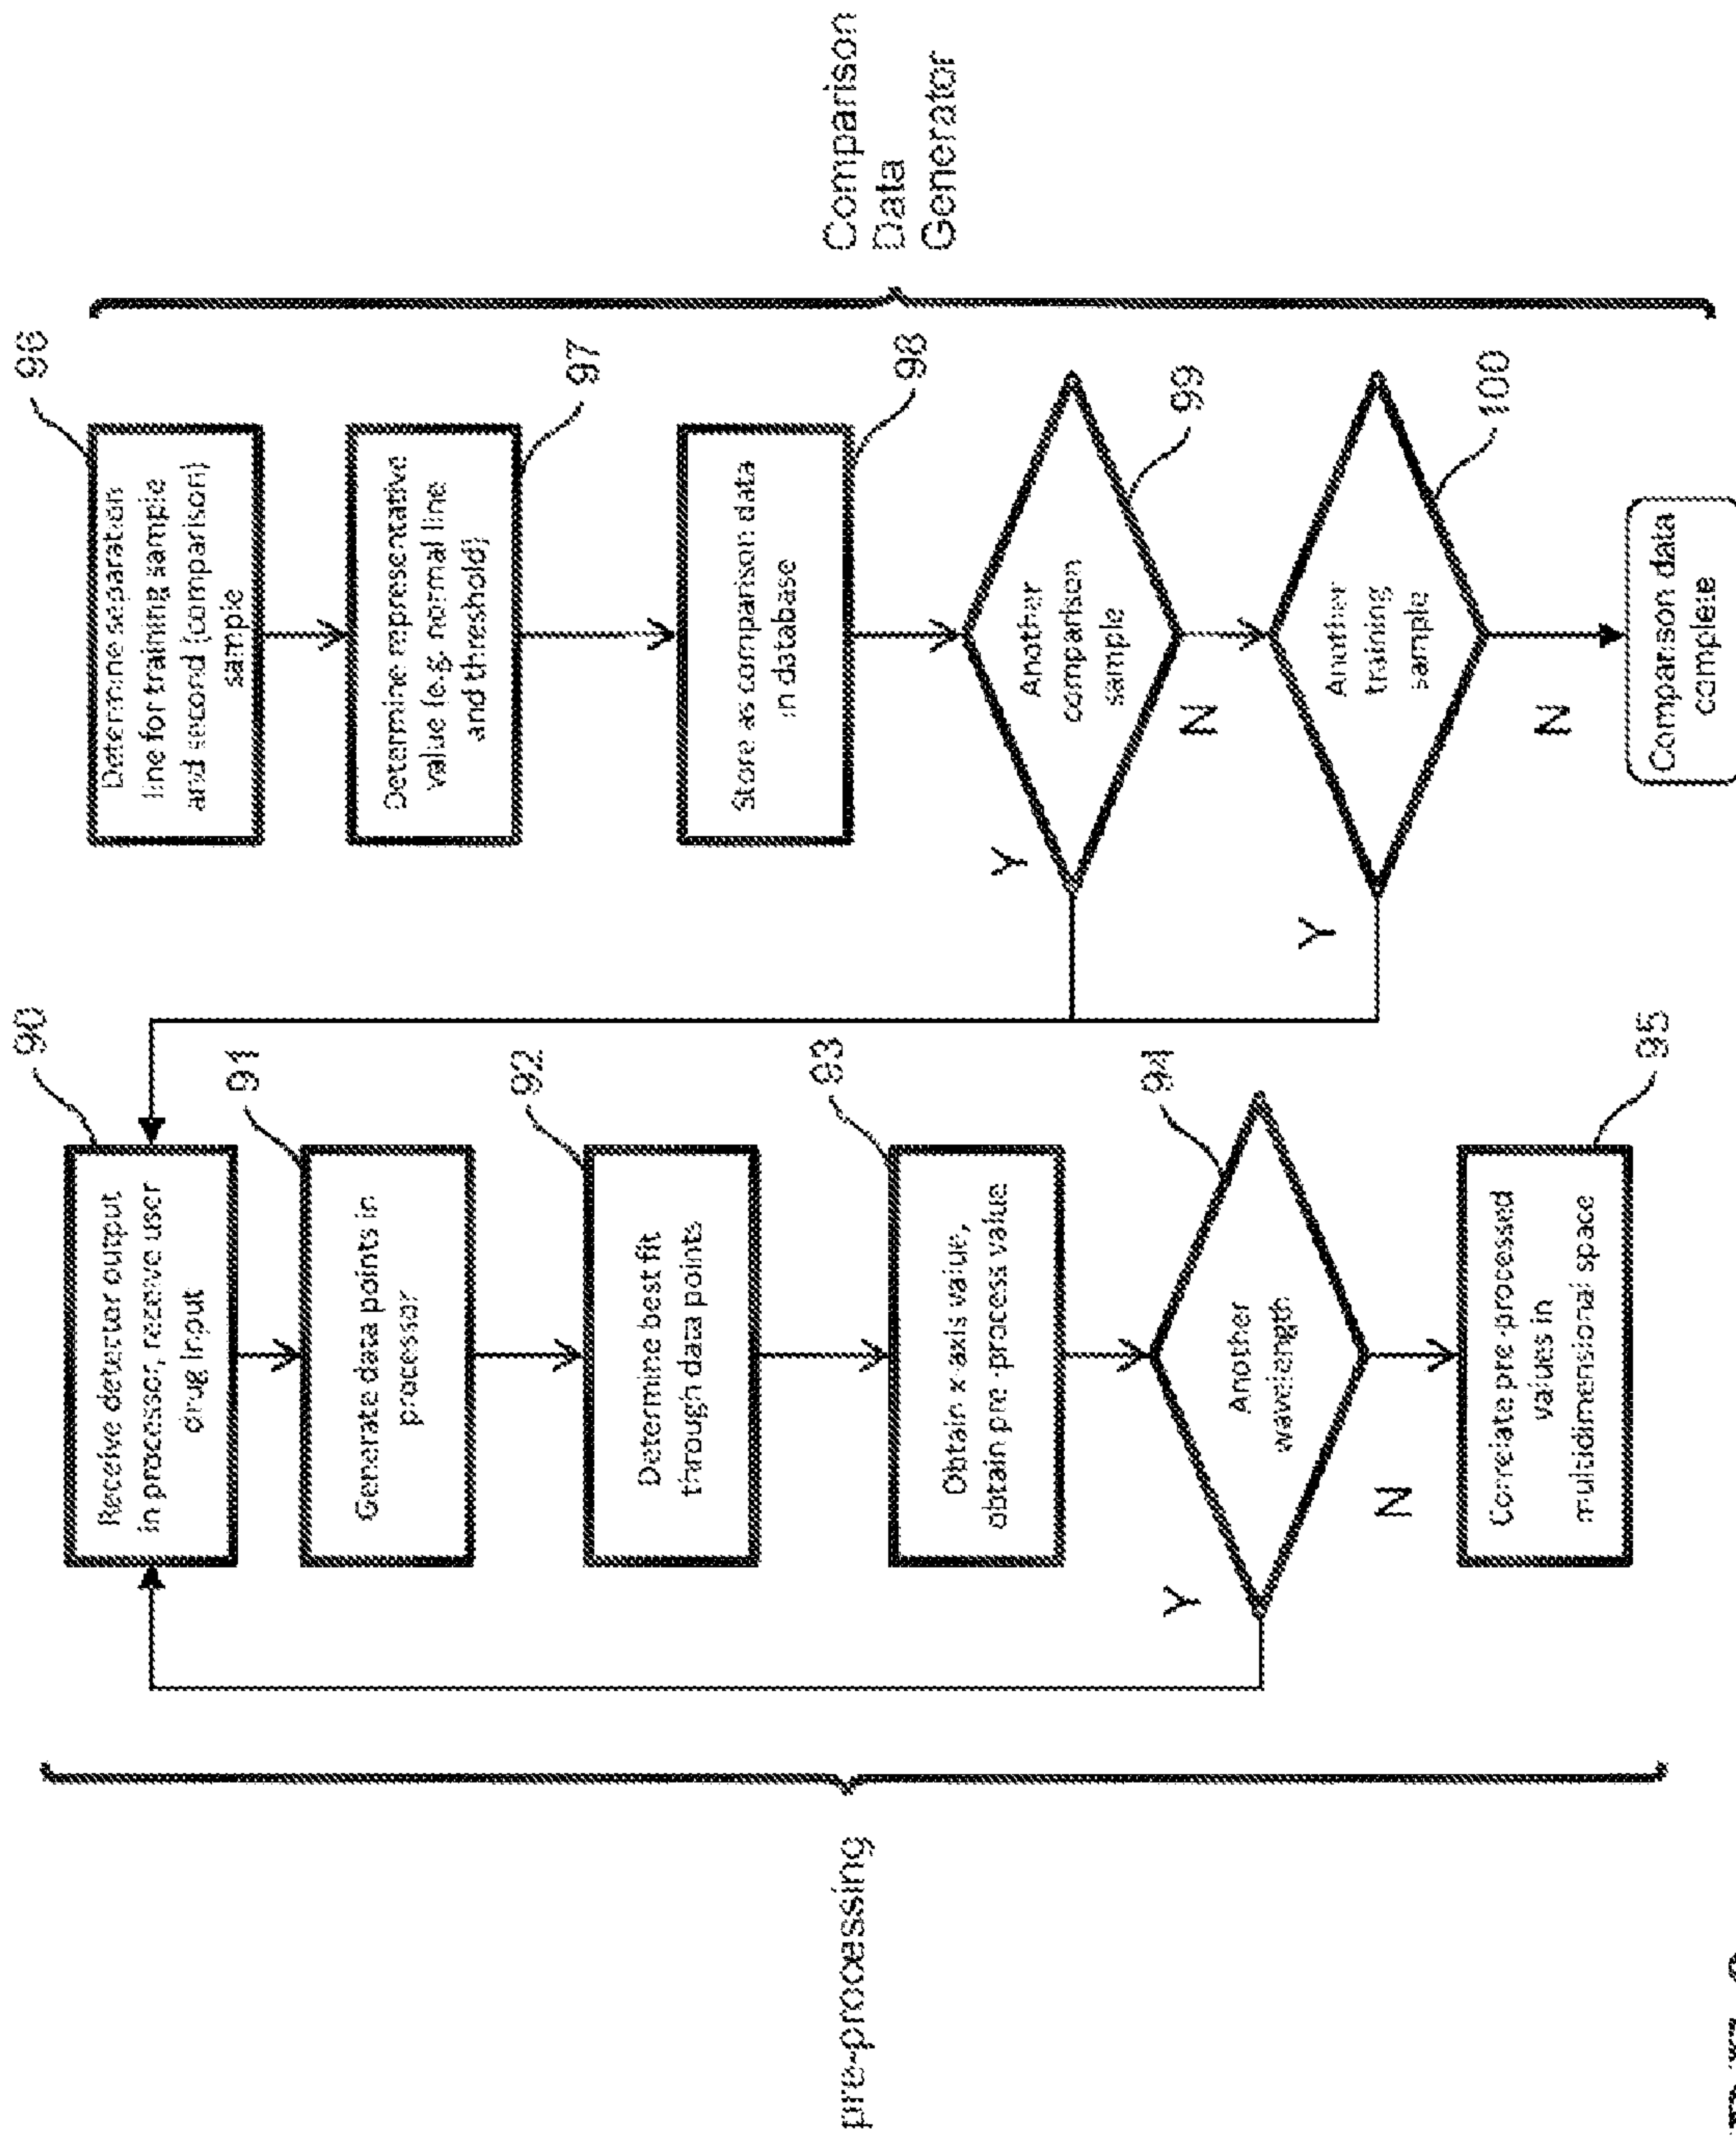 pre-processing
90
Receive detector output
in processor, receive user
drug input
91
Generate data points in
processor
92
Determine best fit
through data points
93
Obtain x-axis value,
obtain pre-process value
94
Another
wavelength
Y
N
95
Correlate pre-processed
values in
multidimensional space
96
Determine separation
line for training sample
and second (comparison)
sample
97
Determine representative
value (e.g. normal line
and threshold)
98
Store as comparison data
in database
99
Another
comparison
sample
Y
N
100
Another
training
sample
Y
N
Comparison data
complete
Comparison
Data
Generator